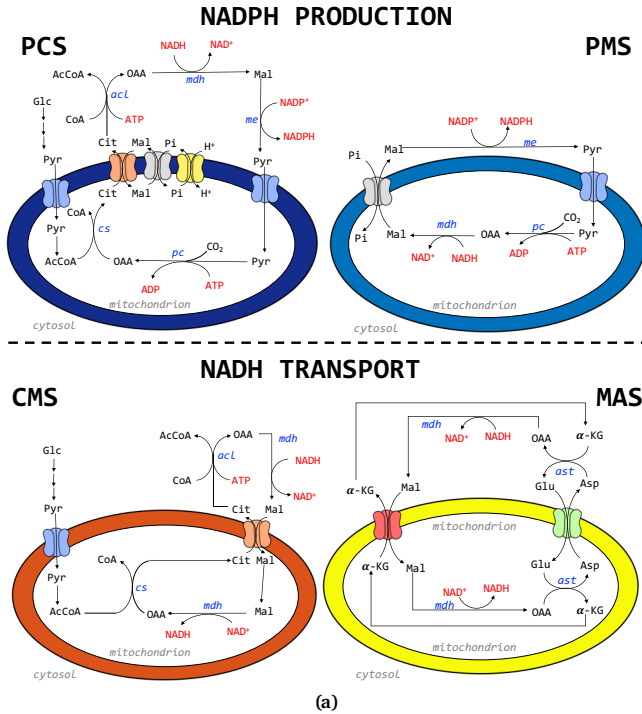 NADPH PRODUCTION
PCS
PMS
NADH
NAD⁺
AcCoA
OAA
mdh
Mal
acl
Glc
CoA
ATP
NADP⁺
me
NADPH
Cit
Mal
Pi
H⁺
Pyr
Pyr
Cit
Mal
Pi
H⁺
CoA
Pyr
cs
AcCoA
OAA
pc
CO₂
Pyr
ADP
ATP
mitochondrion
cytosol
NADP⁺
NADPH
me
Pi
Mal
Pyr
Pi
Mal
mdh
OAA
pc
CO₂
Pyr
NAD⁺
NADH
ADP
ATP
mitochondrion
cytosol
NADH TRANSPORT
CMS
MAS
AcCoA
OAA
mdh
Glc
acl
NADH
CoA
ATP
NAD⁺
Pyr
Cit
Mal
CoA
Cit
Mal
Pyr
cs
AcCoA
OAA
mdh
Mal
NADH
NAD⁺
mitochondrion
cytosol
mdh
NAD⁺
NADH
OAA
α-KG
ast
α-KG
Mal
Glu
Asp
mitochondrion
α-KG
Mal
Glu
Asp
NAD⁺
NADH
ast
mdh
OAA
α-KG
mitochondrion
cytosol
(a)